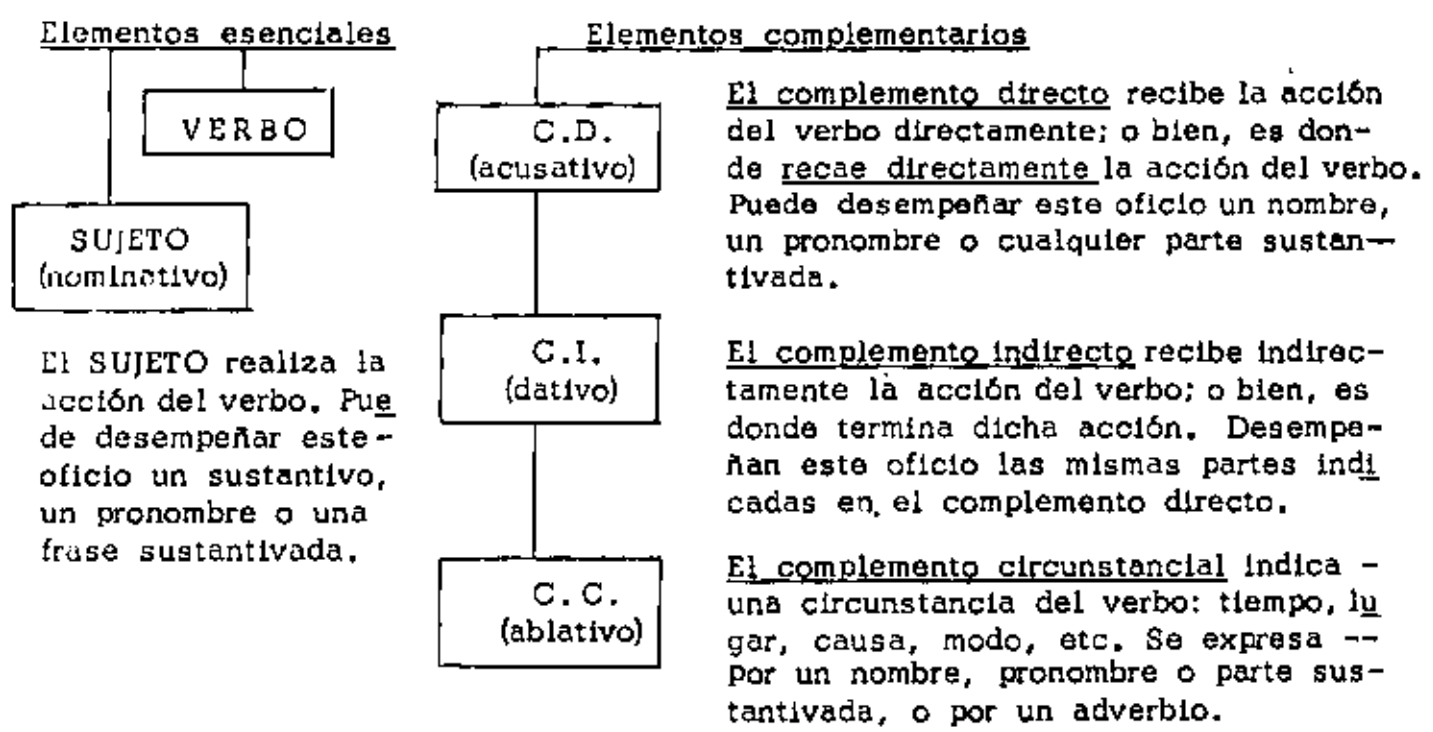 Elementos esenciales
VERBO
SUJETO
(nominativo)
El SUJETO realiza la
acción del verbo. Pue
de desempeñar este -
oficio un sustantivo,
un pronombre o una
frase sustantivada.
Elementos complementarios
C.D.
(acusativo)
El complemento directo recibe la acción
del verbo directamente; o bien, es don-
de recae directamente la acción del verbo.
Puede desempeñar este oficio un nombre,
un pronombre o cualquier parte sustan--
tivada.
C.I.
(dativo)
El complemento indirecto recibe indirec-
tamente la acción del verbo; o bien, es
donde termina dicha acción. Desempe-
ñan este oficio las mismas partes indi
cadas en el complemento directo.
C.C.
(ablativo)
El complemento circunstancial indica -
una circunstancia del verbo: tiempo, lu
gar, causa, modo, etc. Se expresa --
por un nombre, pronombre o parte sus-
tantivada, o por un adverbio.